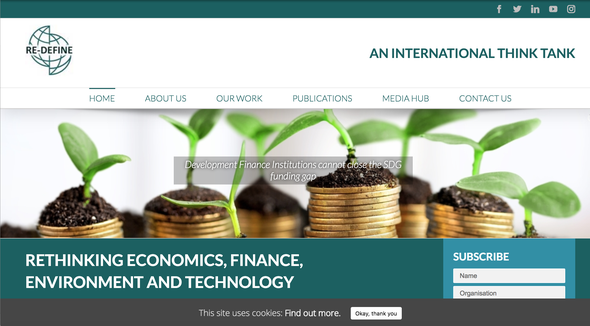 RE-DEFINE
AN INTERNATIONAL THINK TANK
HOME ABOUT US OUR WORK PUBLICATIONS MEDIA HUB CONTACT US
Development Finance Institutions cannot close the SDG
funding gap
RETHINKING ECONOMICS, FINANCE,
ENVIRONMENT AND TECHNOLOGY
SUBSCRIBE
Name
Organisation
This site uses cookies: Find out more. Okay, thank you